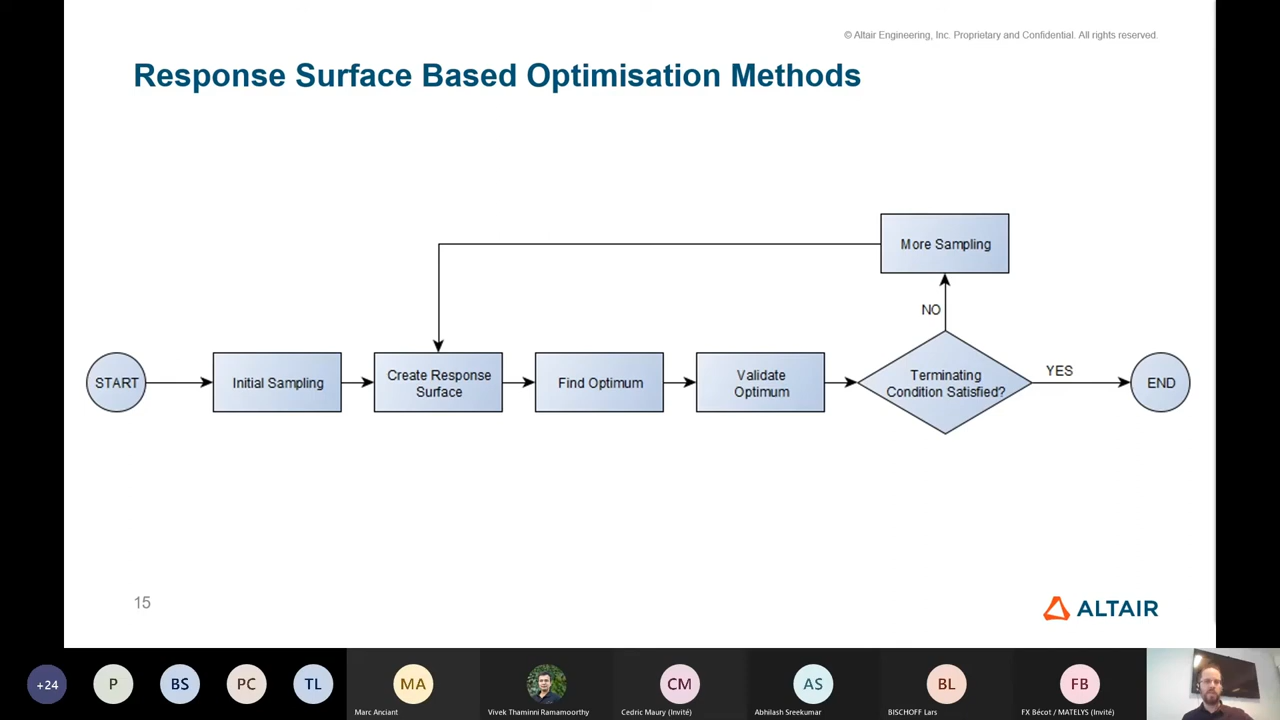 © Altair Engineering, Inc. Proprietary and Confidential. All rights reserved.
Response Surface Based Optimisation Methods
More Sampling
NO
START
Initial Sampling
Create Response
Surface
Find Optimum
Validate
Optimum
Terminating
Condition Satisfied?
YES
END
15
ALTAIR
+24
P
BS
PC
TL
MA
Marc Anciant
Vivek Thaminni Ramamoorthy
CM
Cedric Maury (Invité)
AS
Abhilash Sreekumar
BL
BISCHOFF Lars
FB
FX Bécot / MATELYS (Invité)